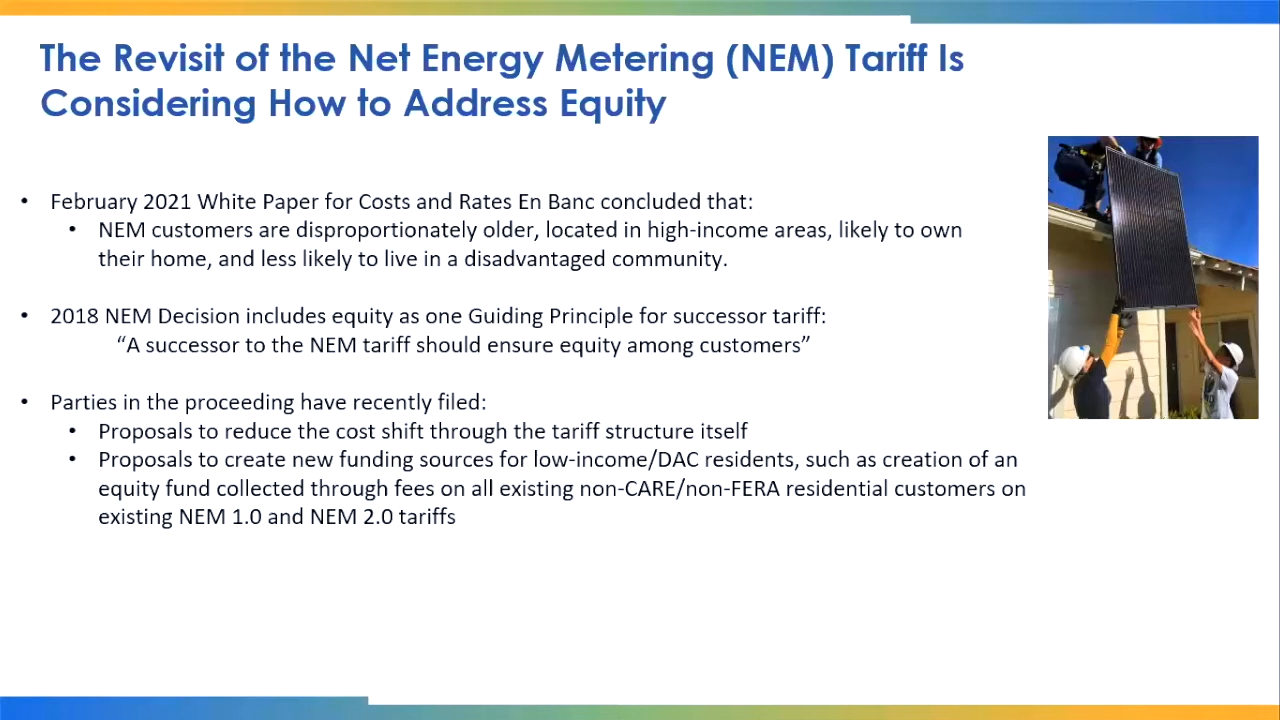 The Revisit of the Net Energy Metering (NEM) Tariff Is
Considering How to Address Equity
• February 2021 White Paper for Costs and Rates En Banc concluded that:
• NEM customers are disproportionately older, located in high-income areas, likely to own
their home, and less likely to live in a disadvantaged community.
• 2018 NEM Decision includes equity as one Guiding Principle for successor tariff:
“A successor to the NEM tariff should ensure equity among customers”
• Parties in the proceeding have recently filed:
• Proposals to reduce the cost shift through the tariff structure itself
• Proposals to create new funding sources for low-income/DAC residents, such as creation of an
equity fund collected through fees on all existing non-CARE/non-FERA residential customers on
existing NEM 1.0 and NEM 2.0 tariffs